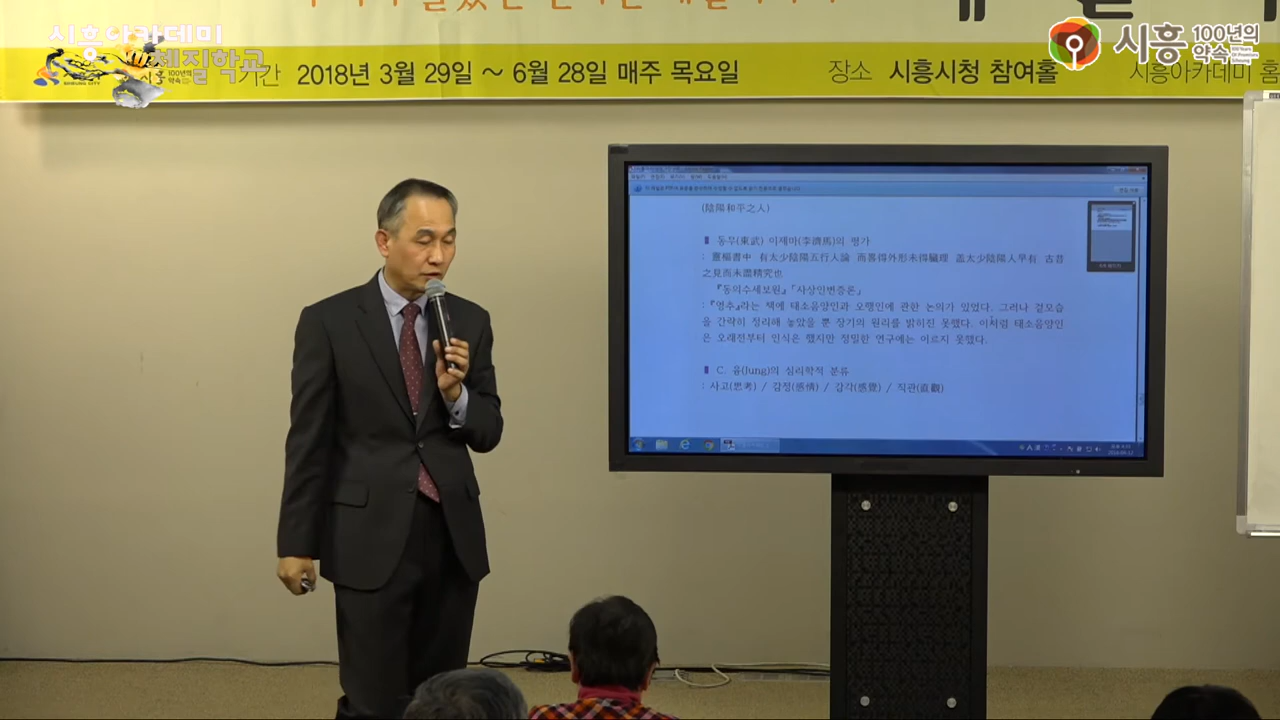 시흥아카데미
체질학교
시흥 100년의 약속
SIHEUNG CITY
기간 2018년 3월 29일 ~ 6월 28일 매주 목요일 장소 시흥시청 참여홀 시흥아카데미 홈
시흥 100년의 약속
(陰陽和平之人)
동무(東武) 이제마(李濟馬)의 평가
: 靈樞書中 有太少陰陽五行人論 而畧得外形未得臟理 盖太少陰陽人早有 古昔
之見而未盡精究也
『동의수세보원』「사상인변증론」
: 『영추』라는 책에 태소음양인과 오행인에 관한 논의가 있었다. 그러나 겉모습
을 간략히 정리해 놓았을 뿐 장기의 원리를 밝히진 못했다. 이처럼 태소음양인
은 오래전부터 인식은 했지만 정밀한 연구에는 이르지 못했다.
C. 융(Jung)의 심리학적 분류
: 사고(思考) / 감정(感情) / 감각(感覺) / 직관(直觀)